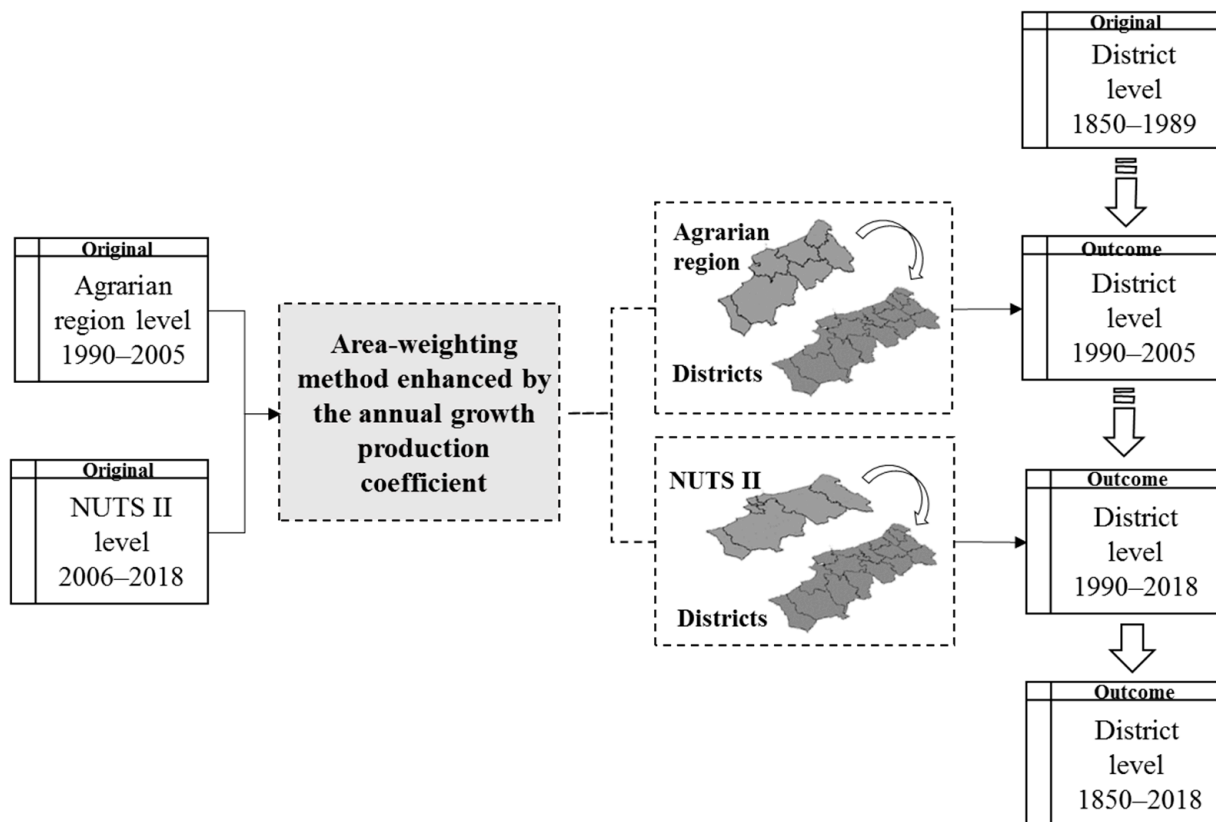 Original
District
level
1850–1989
Original
Agrarian
region level
1990–2005
Original
NUTS II
level
2006–2018
Area-weighting
method enhanced by
the annual growth
production
coefficient
Agrarian
region
Districts
NUTS II
Districts
Outcome
District
level
1990–2005
Outcome
District
level
1990–2018
Outcome
District
level
1850–2018